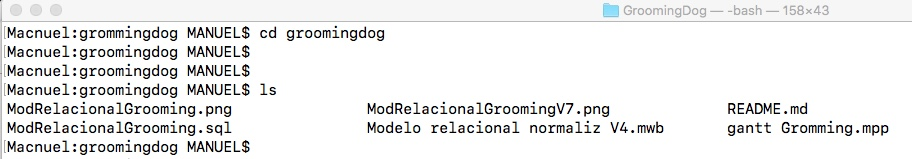 GroomingDog — -bash — 158×43
[Macnuel:grommingdog MANUEL$ cd groomingdog
[Macnuel:groomingdog MANUEL$
[Macnuel:groomingdog MANUEL$
[Macnuel:groomingdog MANUEL$ ls
ModRelacionalGrooming.png ModRelacionalGroomingV7.png README.md
ModRelacionalGrooming.sql Modelo relacional normaliz V4.mwb gantt Gromming.mpp
[Macnuel:groomingdog MANUEL$